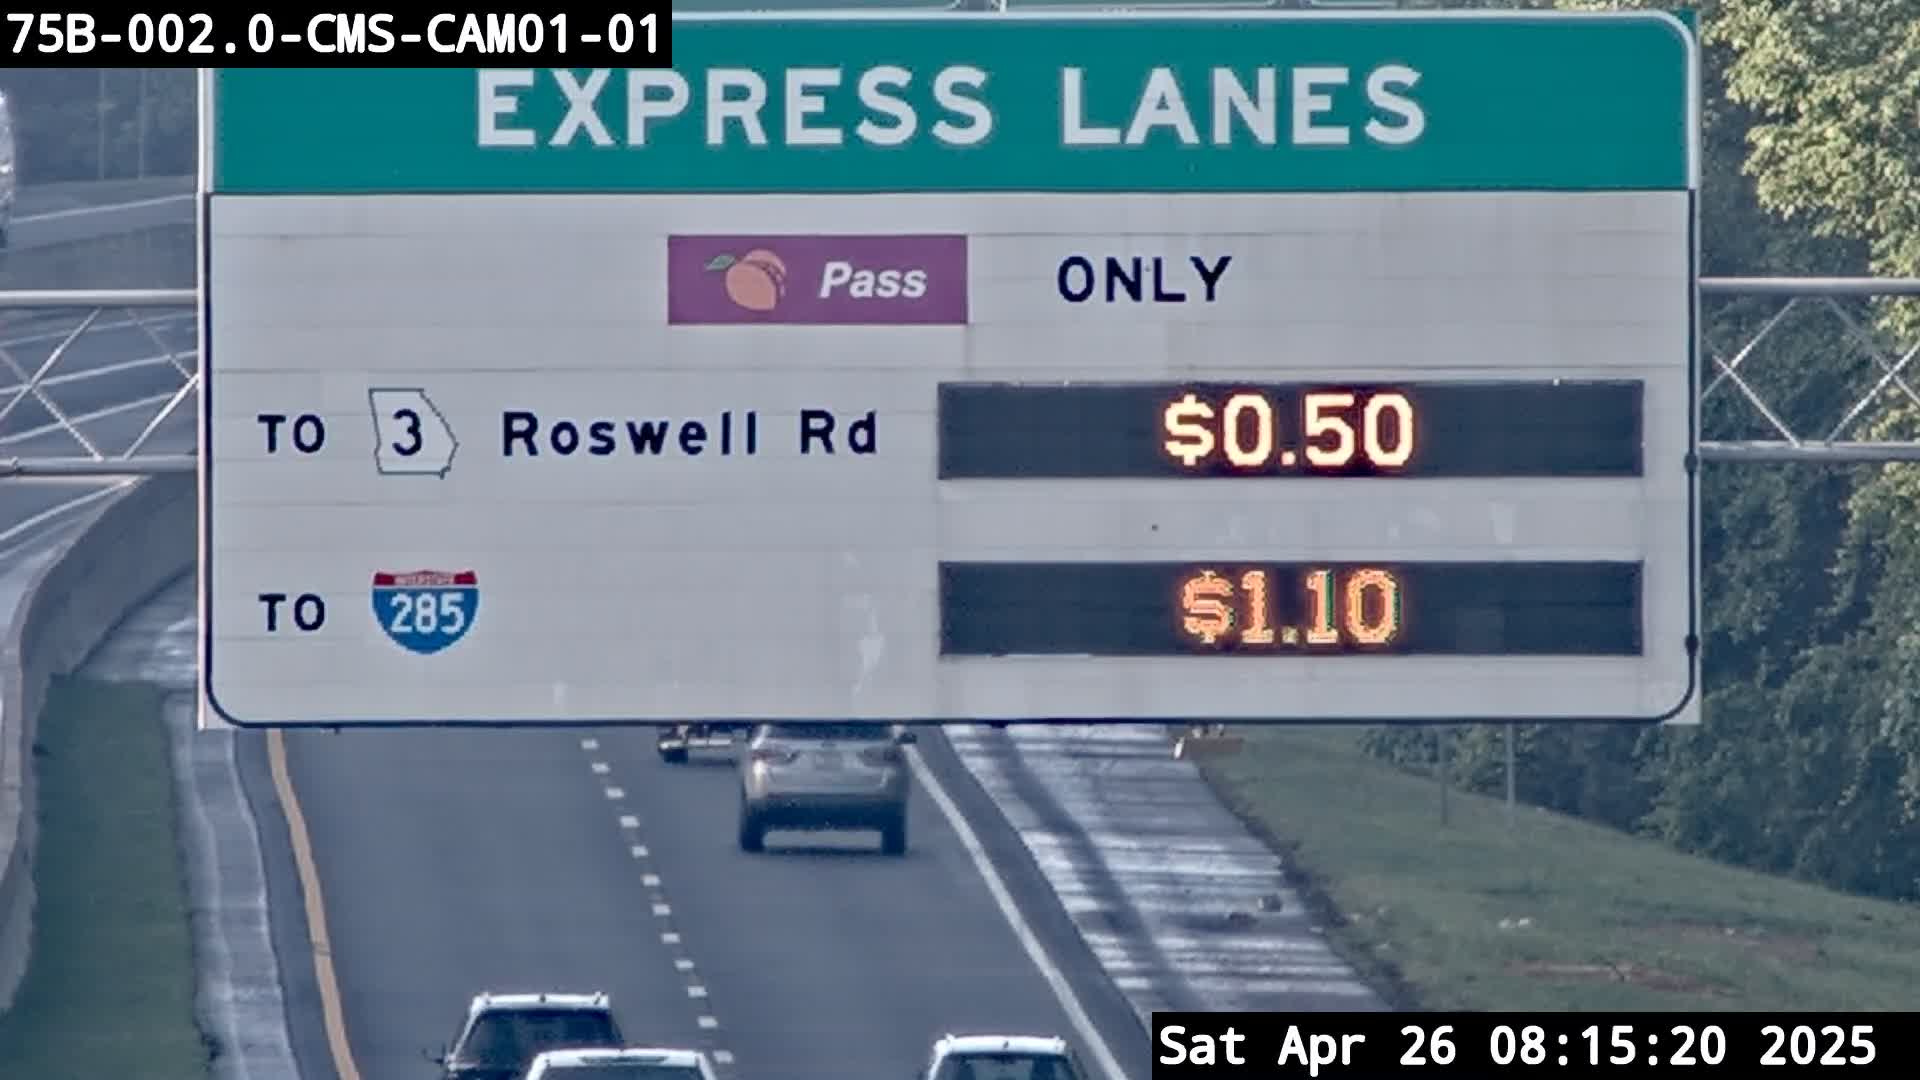 75B-002.0-CMS-CAM01-01
EXPRESS LANES
Pass ONLY
TO 3 Roswell Rd $0.50
TO INTERSTATE 285 $1.10
Sat Apr 26 08:15:20 2025